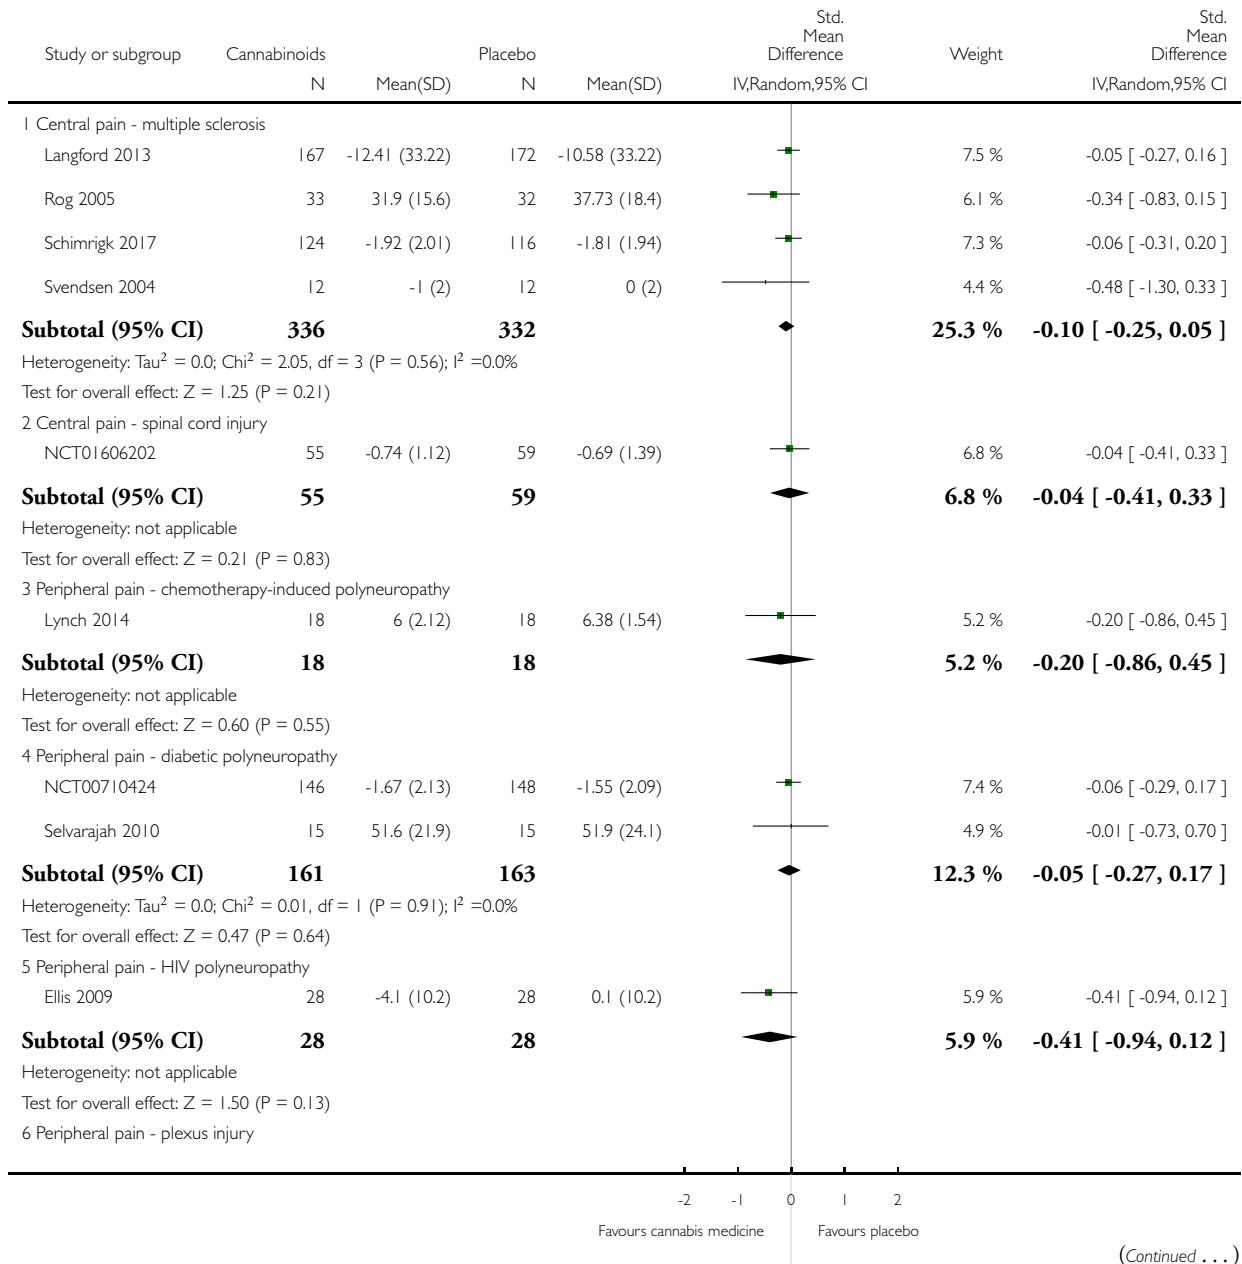 Std.
Mean
Difference
Std.
Mean
Difference
Study or subgroup Cannabinoids Placebo Weight
N Mean(SD) N Mean(SD) IV,Random,95% CI IV,Random,95% CI
1 Central pain - multiple sclerosis
Langford 2013 167 -12.41 (33.22) 172 -10.58 (33.22) 7.5 % -0.05 [ -0.27, 0.16 ]
Rog 2005 33 31.9 (15.6) 32 37.73 (18.4) 6.1 % -0.34 [ -0.83, 0.15 ]
Schimrigk 2017 124 -1.92 (2.01) 116 -1.81 (1.94) 7.3 % -0.06 [ -0.31, 0.20 ]
Svendsen 2004 12 -1 (2) 12 0 (2) 4.4 % -0.48 [ -1.30, 0.33 ]
Subtotal (95% CI) 336 332 25.3 % -0.10 [ -0.25, 0.05 ]
Heterogeneity: Tau² = 0.0; Chi² = 2.05, df = 3 (P = 0.56); I² =0.0%
Test for overall effect: Z = 1.25 (P = 0.21)
2 Central pain - spinal cord injury
NCT01606202 55 -0.74 (1.12) 59 -0.69 (1.39) 6.8 % -0.04 [ -0.41, 0.33 ]
Subtotal (95% CI) 55 59 6.8 % -0.04 [ -0.41, 0.33 ]
Heterogeneity: not applicable
Test for overall effect: Z = 0.21 (P = 0.83)
3 Peripheral pain - chemotherapy-induced polyneuropathy
Lynch 2014 18 6 (2.12) 18 6.38 (1.54) 5.2 % -0.20 [ -0.86, 0.45 ]
Subtotal (95% CI) 18 18 5.2 % -0.20 [ -0.86, 0.45 ]
Heterogeneity: not applicable
Test for overall effect: Z = 0.60 (P = 0.55)
4 Peripheral pain - diabetic polyneuropathy
NCT00710424 146 -1.67 (2.13) 148 -1.55 (2.09) 7.4 % -0.06 [ -0.29, 0.17 ]
Selvarajah 2010 15 51.6 (21.9) 15 51.9 (24.1) 4.9 % -0.01 [ -0.73, 0.70 ]
Subtotal (95% CI) 161 163 12.3 % -0.05 [ -0.27, 0.17 ]
Heterogeneity: Tau² = 0.0; Chi² = 0.01, df = 1 (P = 0.91); I² =0.0%
Test for overall effect: Z = 0.47 (P = 0.64)
5 Peripheral pain - HIV polyneuropathy
Ellis 2009 28 -4.1 (10.2) 28 0.1 (10.2) 5.9 % -0.41 [ -0.94, 0.12 ]
Subtotal (95% CI) 28 28 5.9 % -0.41 [ -0.94, 0.12 ]
Heterogeneity: not applicable
Test for overall effect: Z = 1.50 (P = 0.13)
6 Peripheral pain - plexus injury
-2 -1 0 1 2
Favours cannabis medicine Favours placebo
(Continued . . . )